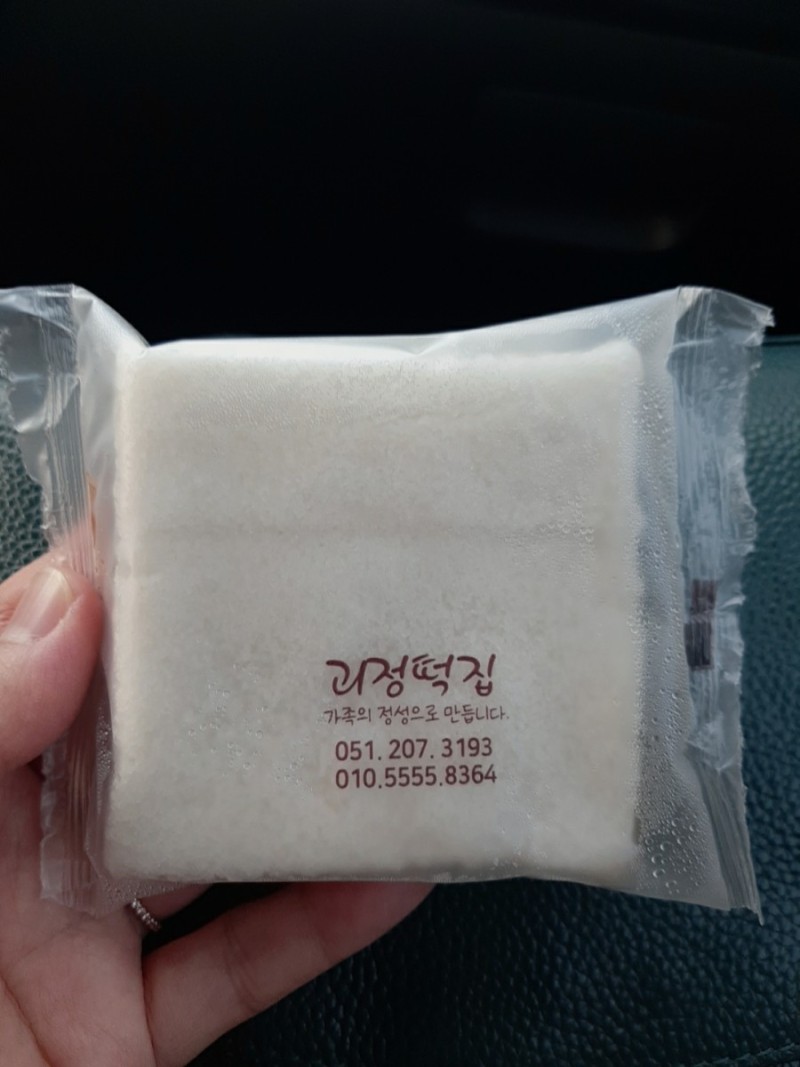 괴정떡집
가족의 정성으로 만듭니다.
051. 207. 3193
010.5555.8364